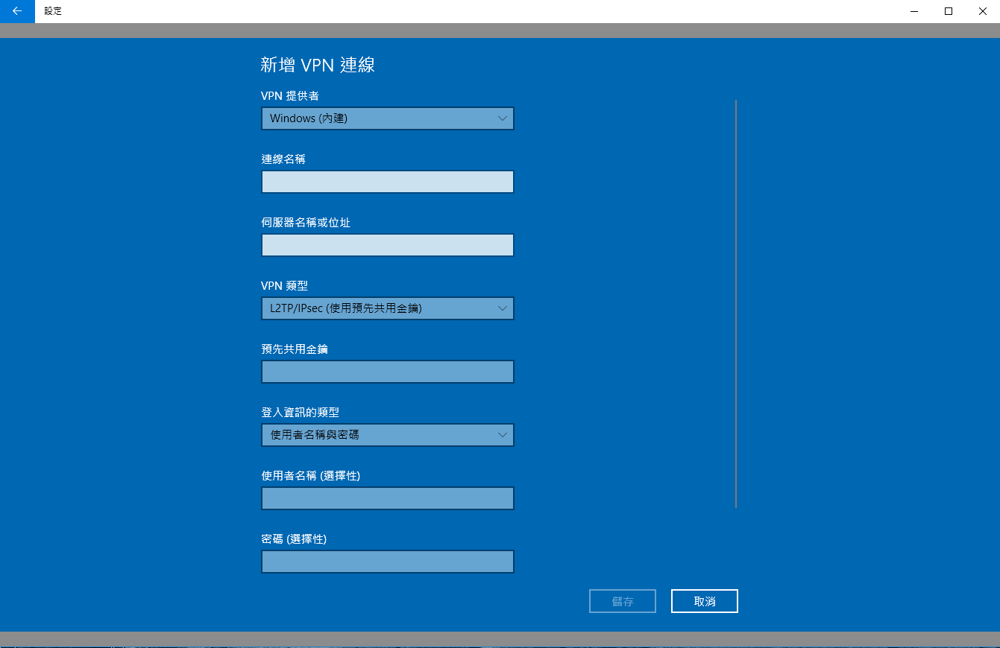 設定
新增 VPN 連線
VPN 提供者
Windows (內建)
連線名稱
伺服器名稱或位址
VPN 類型
L2TP/IPsec (使用預先共用金鑰)
預先共用金鑰
登入資訊的類型
使用者名稱與密碼
使用者名稱 (選擇性)
密碼 (選擇性)
儲存
取消